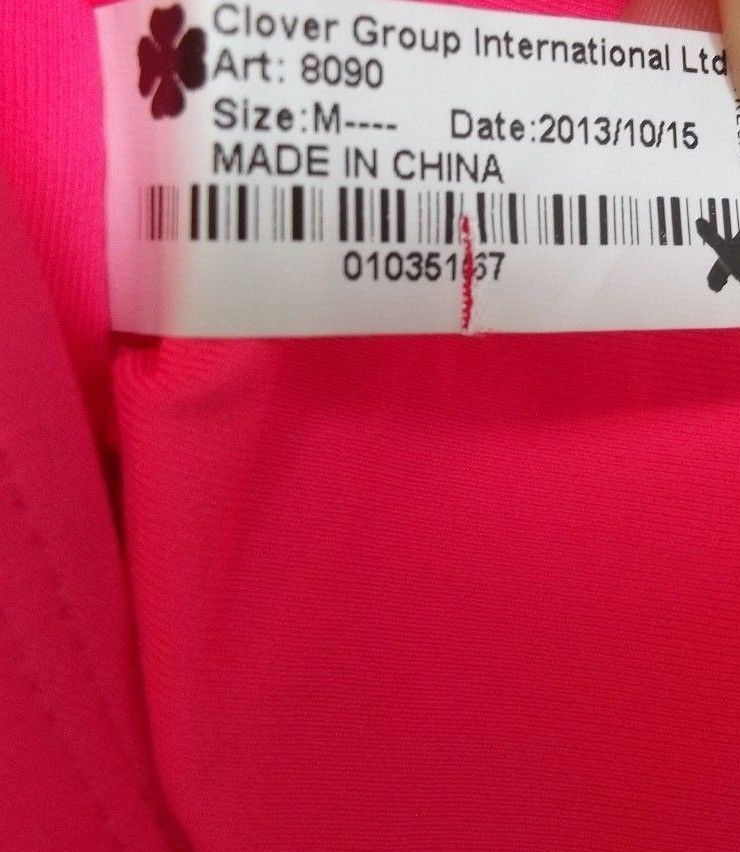 Clover Group International Ltd
Art: 8090
Size:M---- Date:2013/10/15
MADE IN CHINA